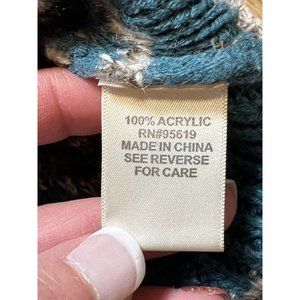 100% ACRYLIC
RN#95619
MADE IN CHINA
SEE REVERSE
FOR CARE